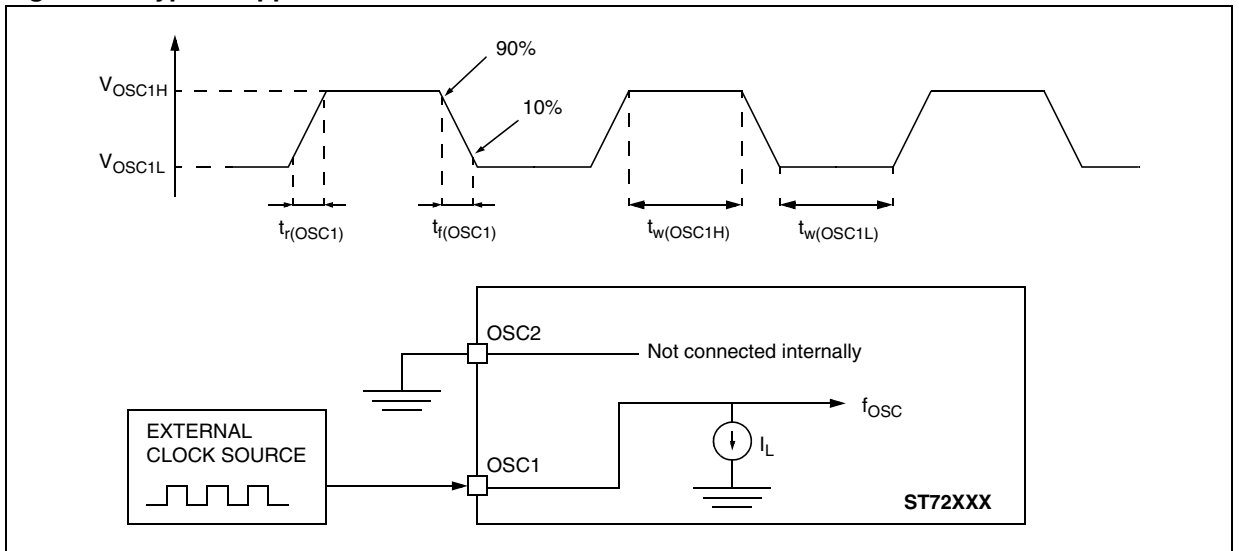 90%
VOSC1H
10%
VOSC1L
tr(OSC1)
tf(OSC1)
tw(OSC1H)
tw(OSC1L)
OSC2
Not connected internally
fOSC
EXTERNAL
CLOCK SOURCE
IL
OSC1
ST72XXX